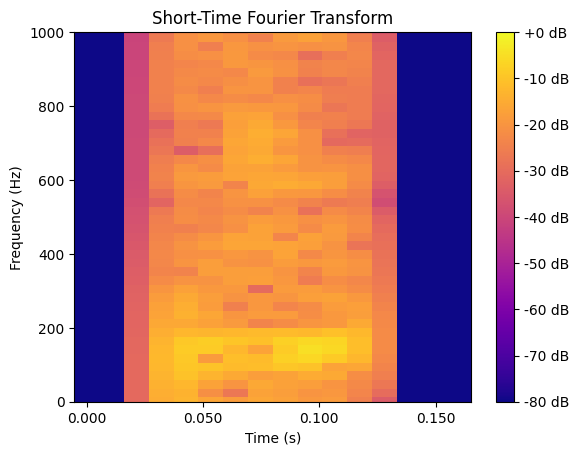 Short-Time Fourier Transform
1000
800
600
400
200
0
Frequency (Hz)
0.000
0.050
0.100
0.150
Time (s)
+0 dB
-10 dB
-20 dB
-30 dB
-40 dB
-50 dB
-60 dB
-70 dB
-80 dB